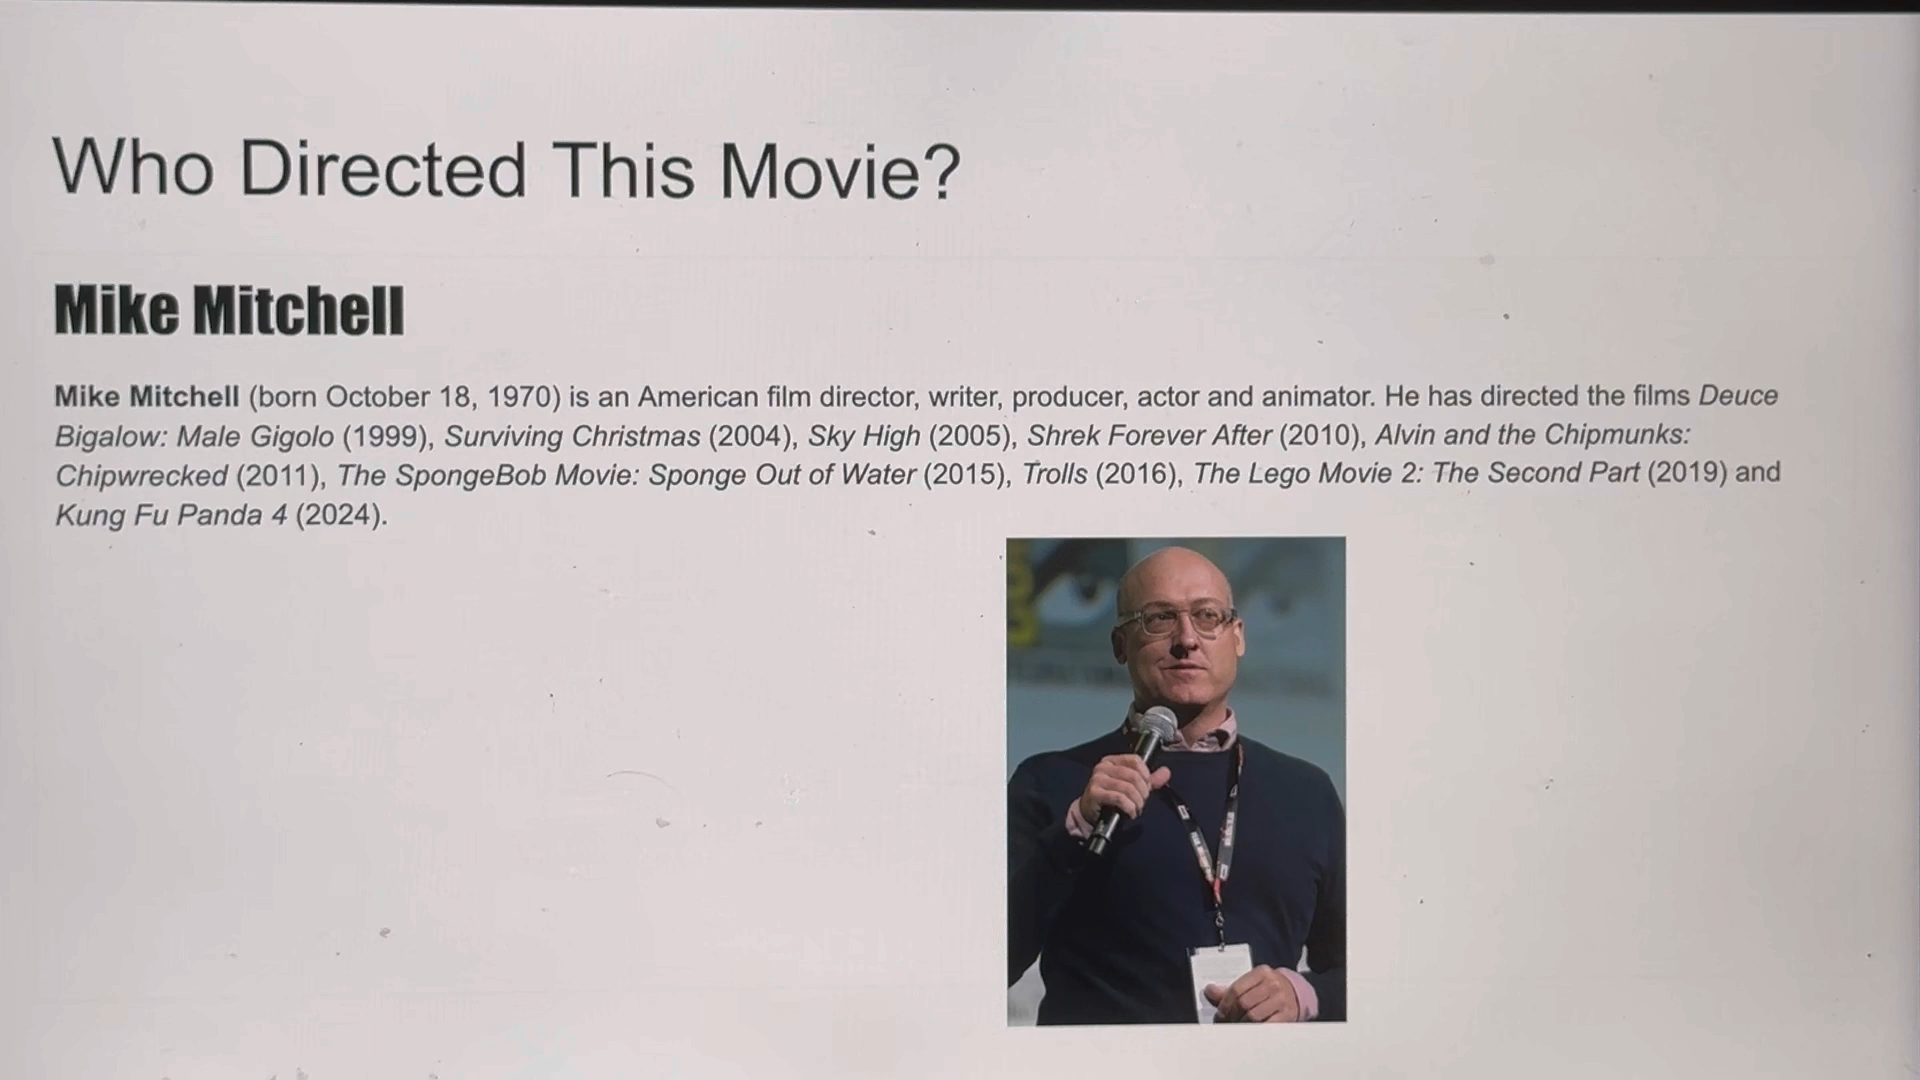 Who Directed This Movie?
Mike Mitchell
Mike Mitchell (born October 18, 1970) is an American film director, writer, producer, actor and animator. He has directed the films Deuce
Bigalow: Male Gigolo (1999), Surviving Christmas (2004), Sky High (2005), Shrek Forever After (2010), Alvin and the Chipmunks:
Chipwrecked (2011), The SpongeBob Movie: Sponge Out of Water (2015), Trolls (2016), The Lego Movie 2: The Second Part (2019) and
Kung Fu Panda 4 (2024).